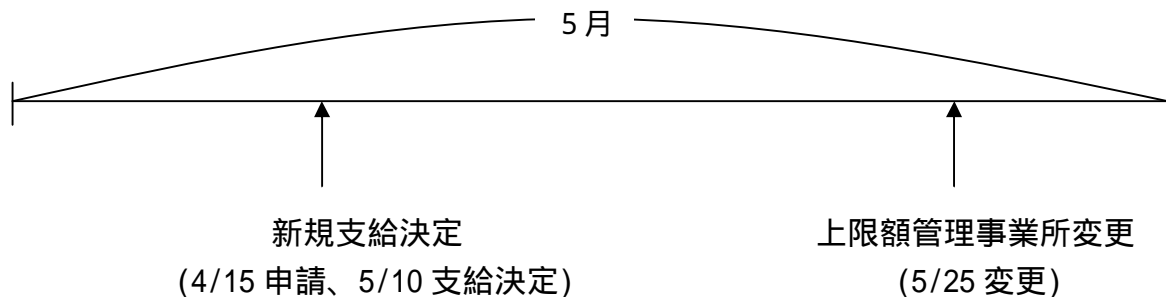 5月
新規支給決定
(4/15 申請、5/10 支給決定)
上限額管理事業所変更
(5/25 変更)